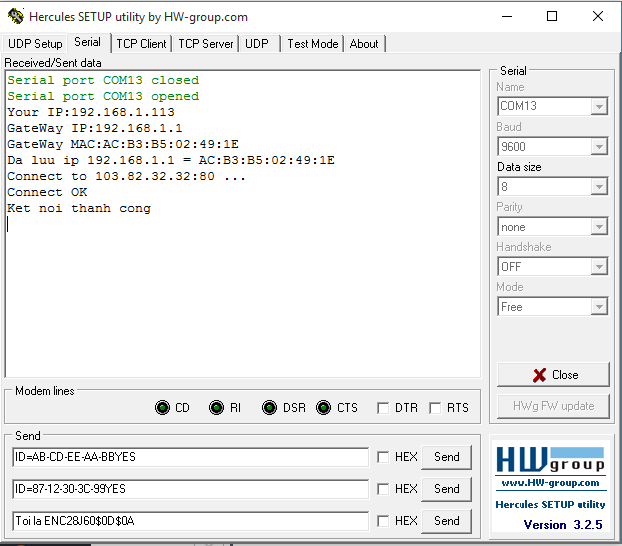 Hercules SETUP utility by HW-group.com
UDP Setup Serial TCP Client TCP Server UDP Test Mode About
Received/Sent data
Serial port COM13 closed
Serial port COM13 opened
Your IP:192.168.1.113
GateWay IP:192.168.1.1
GateWay MAC:AC:B3:B5:02:49:1E
Da luu ip 192.168.1.1 = AC:B3:B5:02:49:1E
Connect to 103.82.32.32:80 ...
Connect OK
Ket noi thanh cong
Serial
Name
COM13
Baud
9600
Data size
8
Parity
none
Handshake
OFF
Mode
Free
Close
HWg FW update
Modem lines
CD RI DSR CTS DTR RTS
Send
ID=AB-CD-EE-AA-BBYES HEX Send
ID=87-12-30-3C-99YES HEX Send
Toi la ENC28J60$0D$0A HEX Send
HWgroup
www.HW-group.com
Hercules SETUP utility
Version 3.2.5